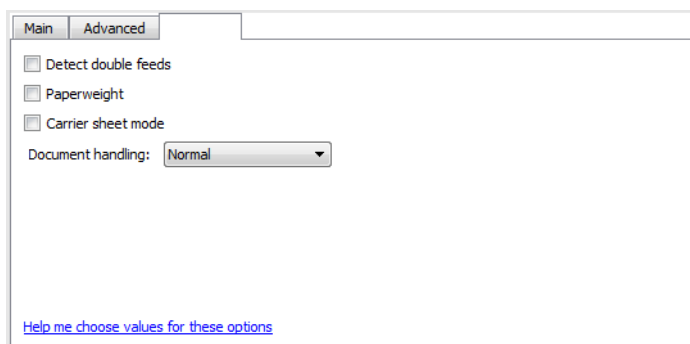 Main Advanced
Detect double feeds
Paperweight
Carrier sheet mode
Document handling: Normal
Help me choose values for these options